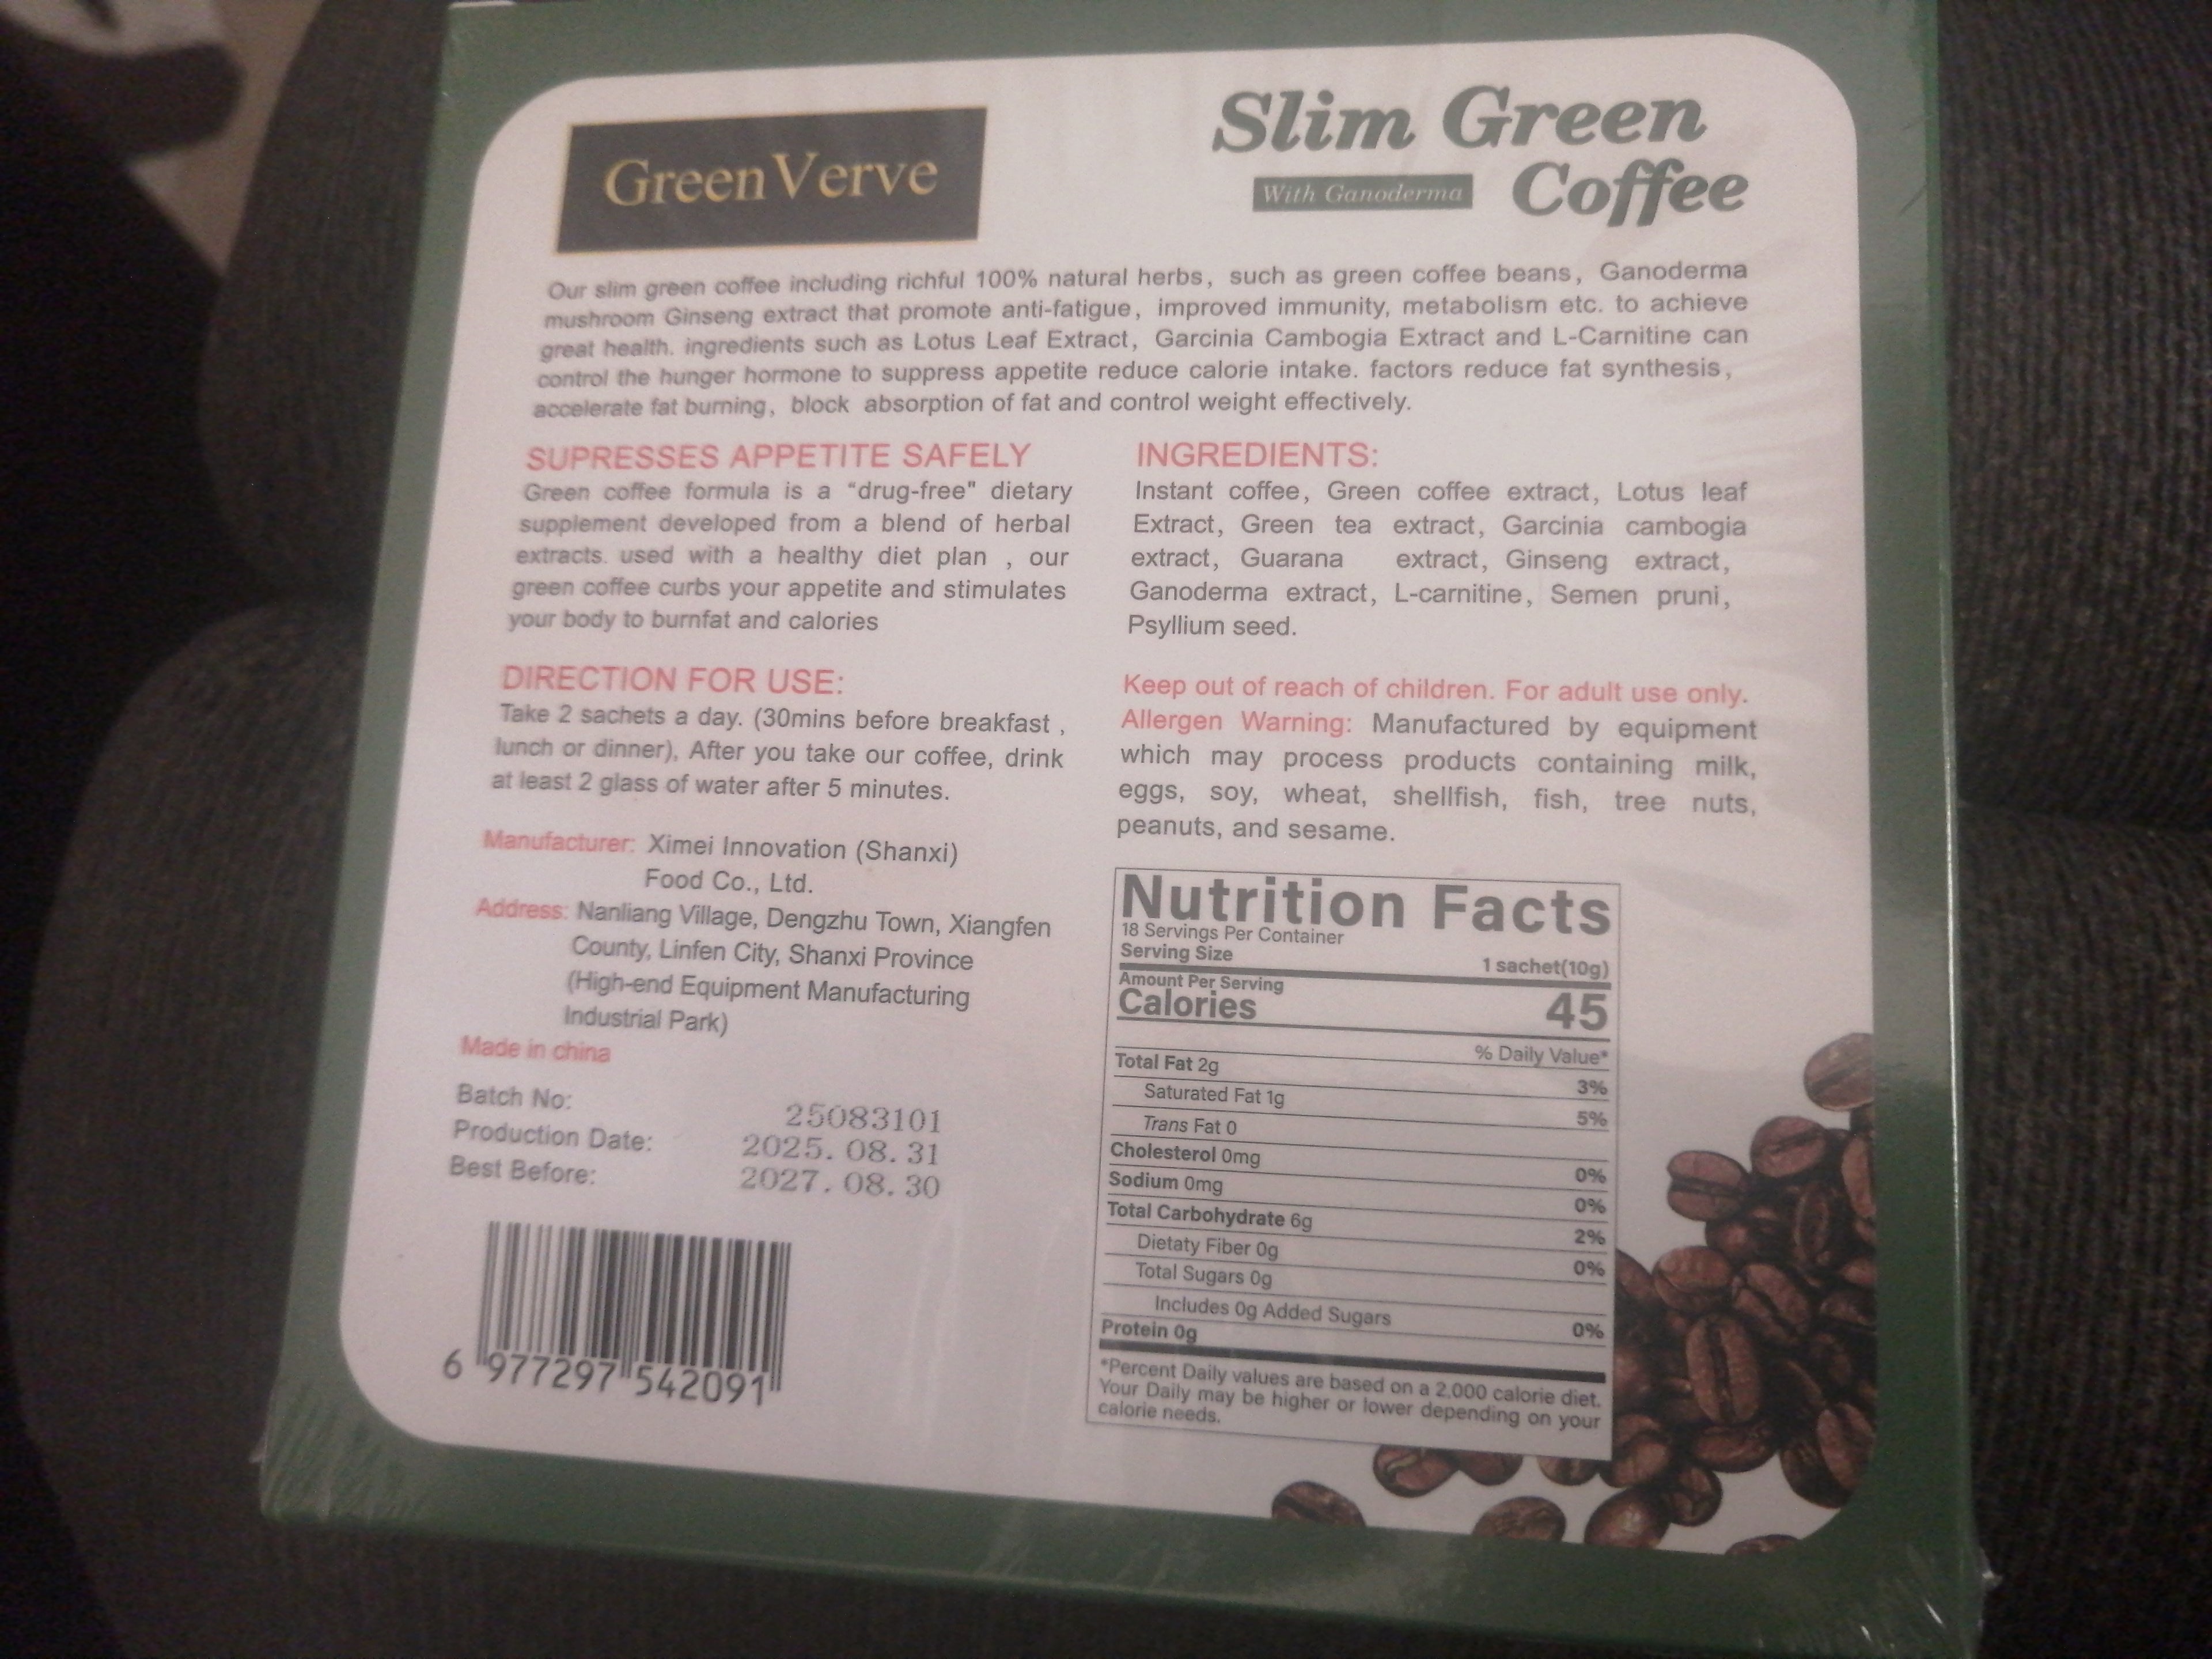 GreenVerve
Slim Green
With Ganoderma Coffee
Our slim green coffee including richful 100% natural herbs, such as green coffee beans, Ganoderma
mushroom Ginseng extract that promote anti-fatigue, improved immunity, metabolism etc. to achieve
great health. ingredients such as Lotus Leaf Extract, Garcinia Cambogia Extract and L-Carnitine can
control the hunger hormone to suppress appetite reduce calorie intake. factors reduce fat synthesis,
accelerate fat burning, block absorption of fat and control weight effectively.
SUPRESSES APPETITE SAFELY
Green coffee formula is a "drug-free" dietary
supplement developed from a blend of herbal
extracts. used with a healthy diet plan , our
green coffee curbs your appetite and stimulates
your body to burnfat and calories
DIRECTION FOR USE:
Take 2 sachets a day. (30mins before breakfast ,
lunch or dinner), After you take our coffee, drink
at least 2 glass of water after 5 minutes.
Manufacturer: Ximei Innovation (Shanxi)
Food Co., Ltd.
Address: Nanliang Village, Dengzhu Town, Xiangfen
County, Linfen City, Shanxi Province
(High-end Equipment Manufacturing
Industrial Park)
Made in china
Batch No: 25083101
Production Date: 2025. 08. 31
Best Before: 2027. 08. 30
6 977297 542091
INGREDIENTS:
Instant coffee, Green coffee extract, Lotus leaf
Extract, Green tea extract, Garcinia cambogia
extract, Guarana extract, Ginseng extract,
Ganoderma extract, L-carnitine, Semen pruni,
Psyllium seed.
Keep out of reach of children. For adult use only.
Allergen Warning: Manufactured by equipment
which may process products containing milk,
eggs, soy, wheat, shellfish, fish, tree nuts,
peanuts, and sesame.
Nutrition Facts
18 Servings Per Container
Serving Size 1 sachet(10g)
Amount Per Serving
Calories 45
% Daily Value*
Total Fat 2g 3%
Saturated Fat 1g 5%
Trans Fat 0
Cholesterol 0mg 0%
Sodium 0mg 0%
Total Carbohydrate 6g 2%
Dietaty Fiber 0g 0%
Total Sugars 0g
Includes 0g Added Sugars 0%
Protein 0g
*Percent Daily values are based on a 2,000 calorie diet.
Your Daily may be higher or lower depending on your
calorie needs.